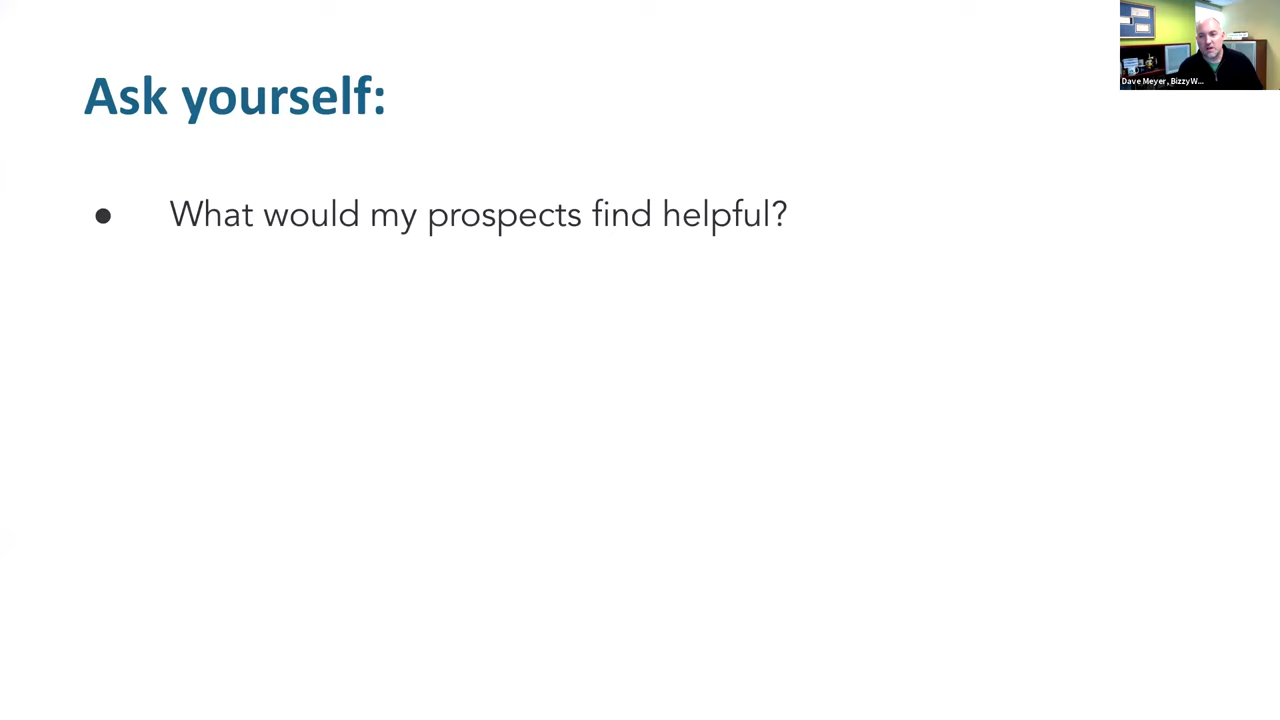 Ask yourself:
● What would my prospects find helpful?
Dave Meyer, BizzyW...